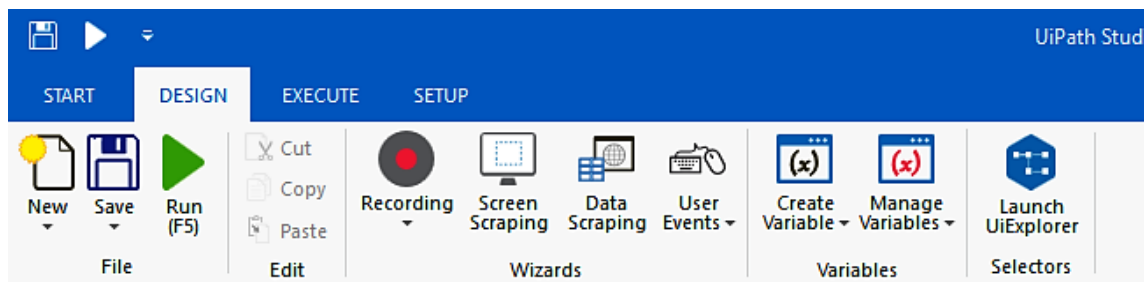 UiPath Stud
START DESIGN EXECUTE SETUP
New
Save
Run
(F5)
File
Cut
Copy
Paste
Edit
Recording
Screen
Scraping
Data
Scraping
User
Events
Wizards
(x)
Create
Variable
(x)
Manage
Variables
Variables
Launch
UiExplorer
Selectors